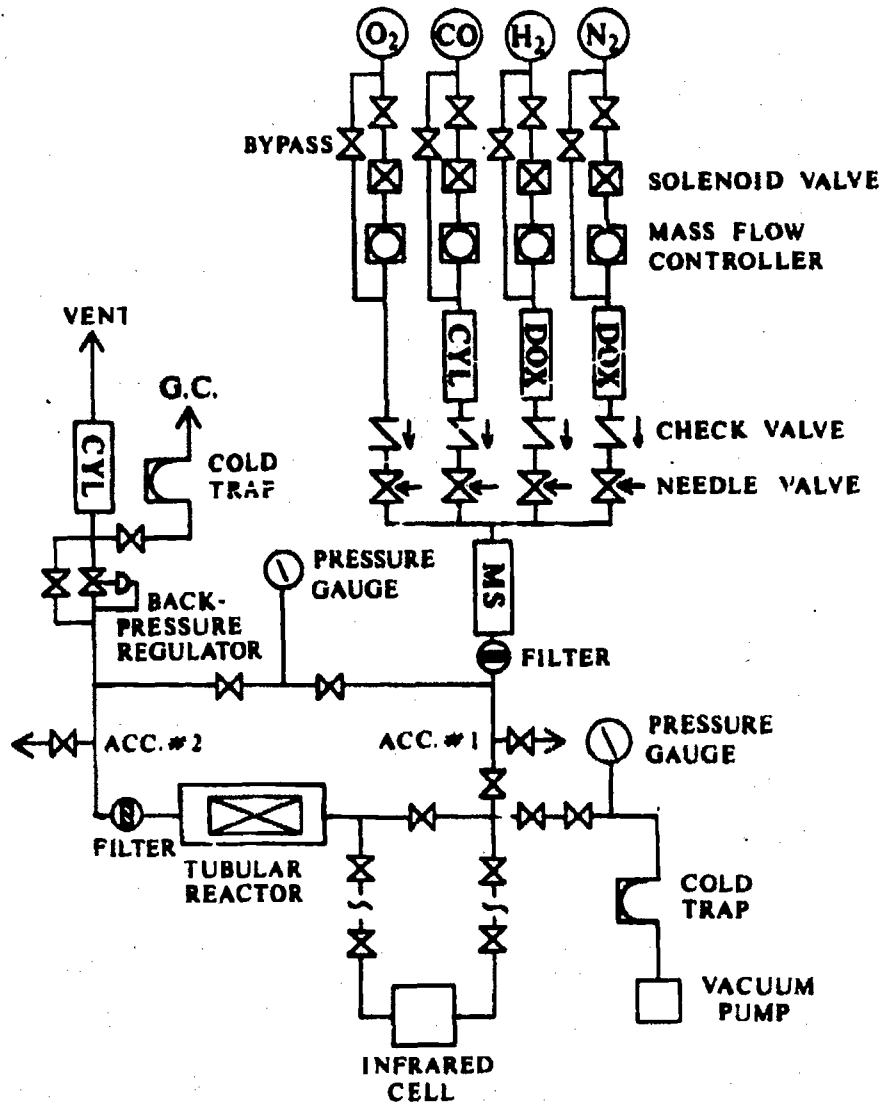 O2 CO H2 N2
BYPASS
SOLENOID VALVE
MASS FLOW
CONTROLLER
VENT
G.C.
CYL
DOX
DOX
CYL
COLD
TRAP
CHECK VALVE
NEEDLE VALVE
PRESSURE
GAUGE
MS
BACK-
PRESSURE
REGULATOR
FILTER
ACC.#2
ACC.#1
PRESSURE
GAUGE
FILTER
TUBULAR
REACTOR
COLD
TRAP
VACUUM
PUMP
INFRARED
CELL